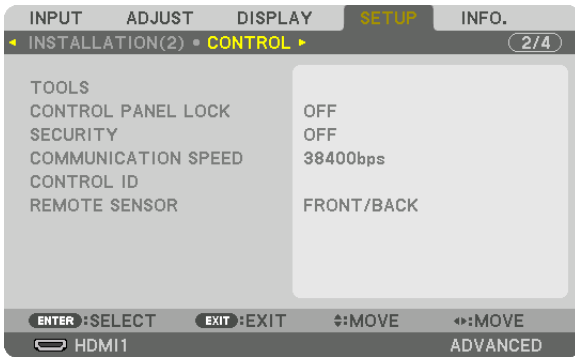 INPUT ADJUST DISPLAY SETUP INFO.
INSTALLATION(2) • CONTROL 2/4
TOOLS
CONTROL PANEL LOCK OFF
SECURITY OFF
COMMUNICATION SPEED 38400bps
CONTROL ID
REMOTE SENSOR FRONT/BACK
ENTER :SELECT EXIT :EXIT :MOVE :MOVE
HDMI1 ADVANCED